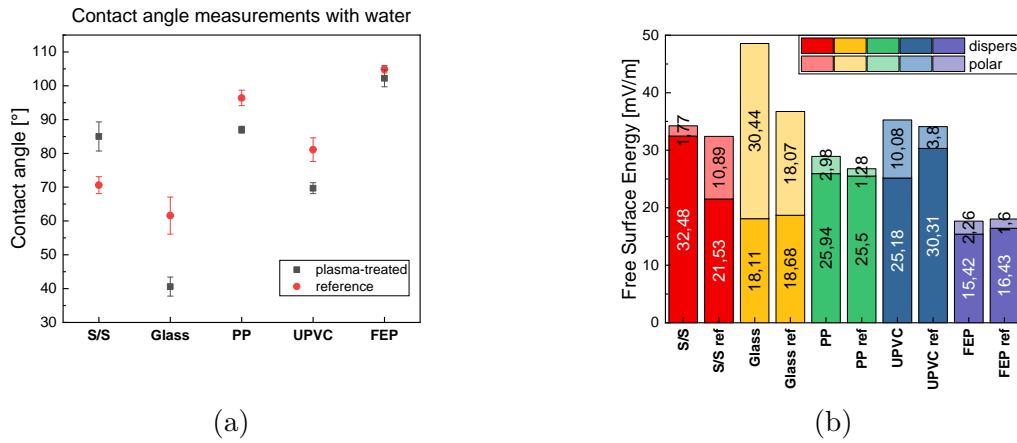 Contact angle measurements with water
Contact angle [°]
110
100
90
80
70
60
50
40
30
plasma-treated
reference
S/S Glass PP UPVC FEP
(a)
Free Surface Energy [mV/m]
50
40
30
20
10
0
dispers
polar
1,77
32,48
10,89
21,53
30,44
18,11
18,07
18,68
2,98
25,94
1,28
25,5
10,08
25,18
3,8
30,31
2,26
15,42
1,6
16,43
S/S
S/S ref
Glass
Glass ref
PP
PP ref
UPVC
UPVC ref
FEP
FEP ref
(b)